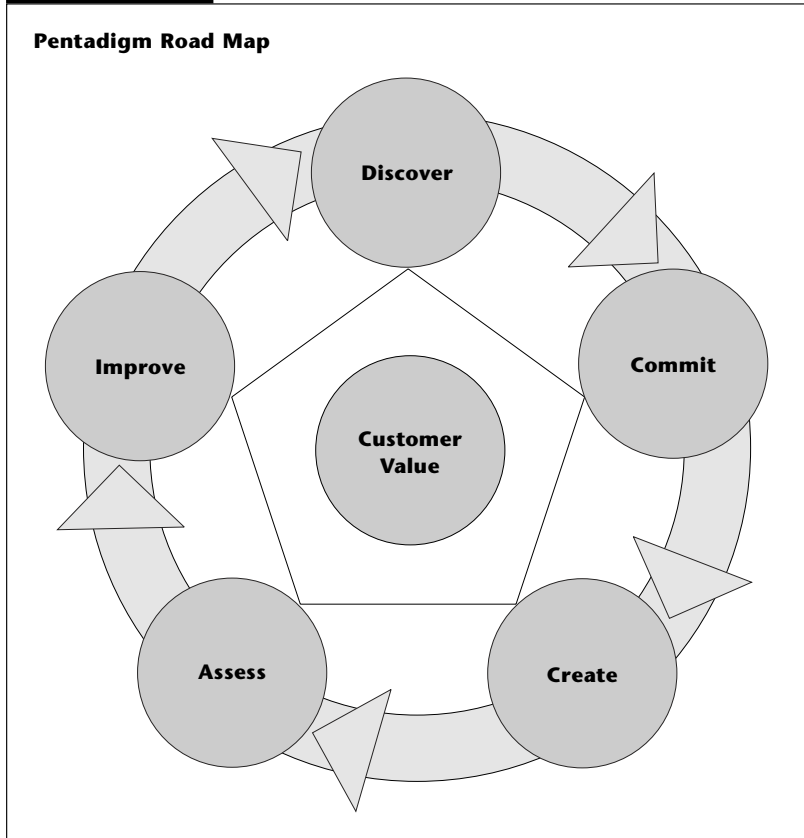 Pentadigm Road Map
Discover
Commit
Improve
Customer
Value
Assess
Create